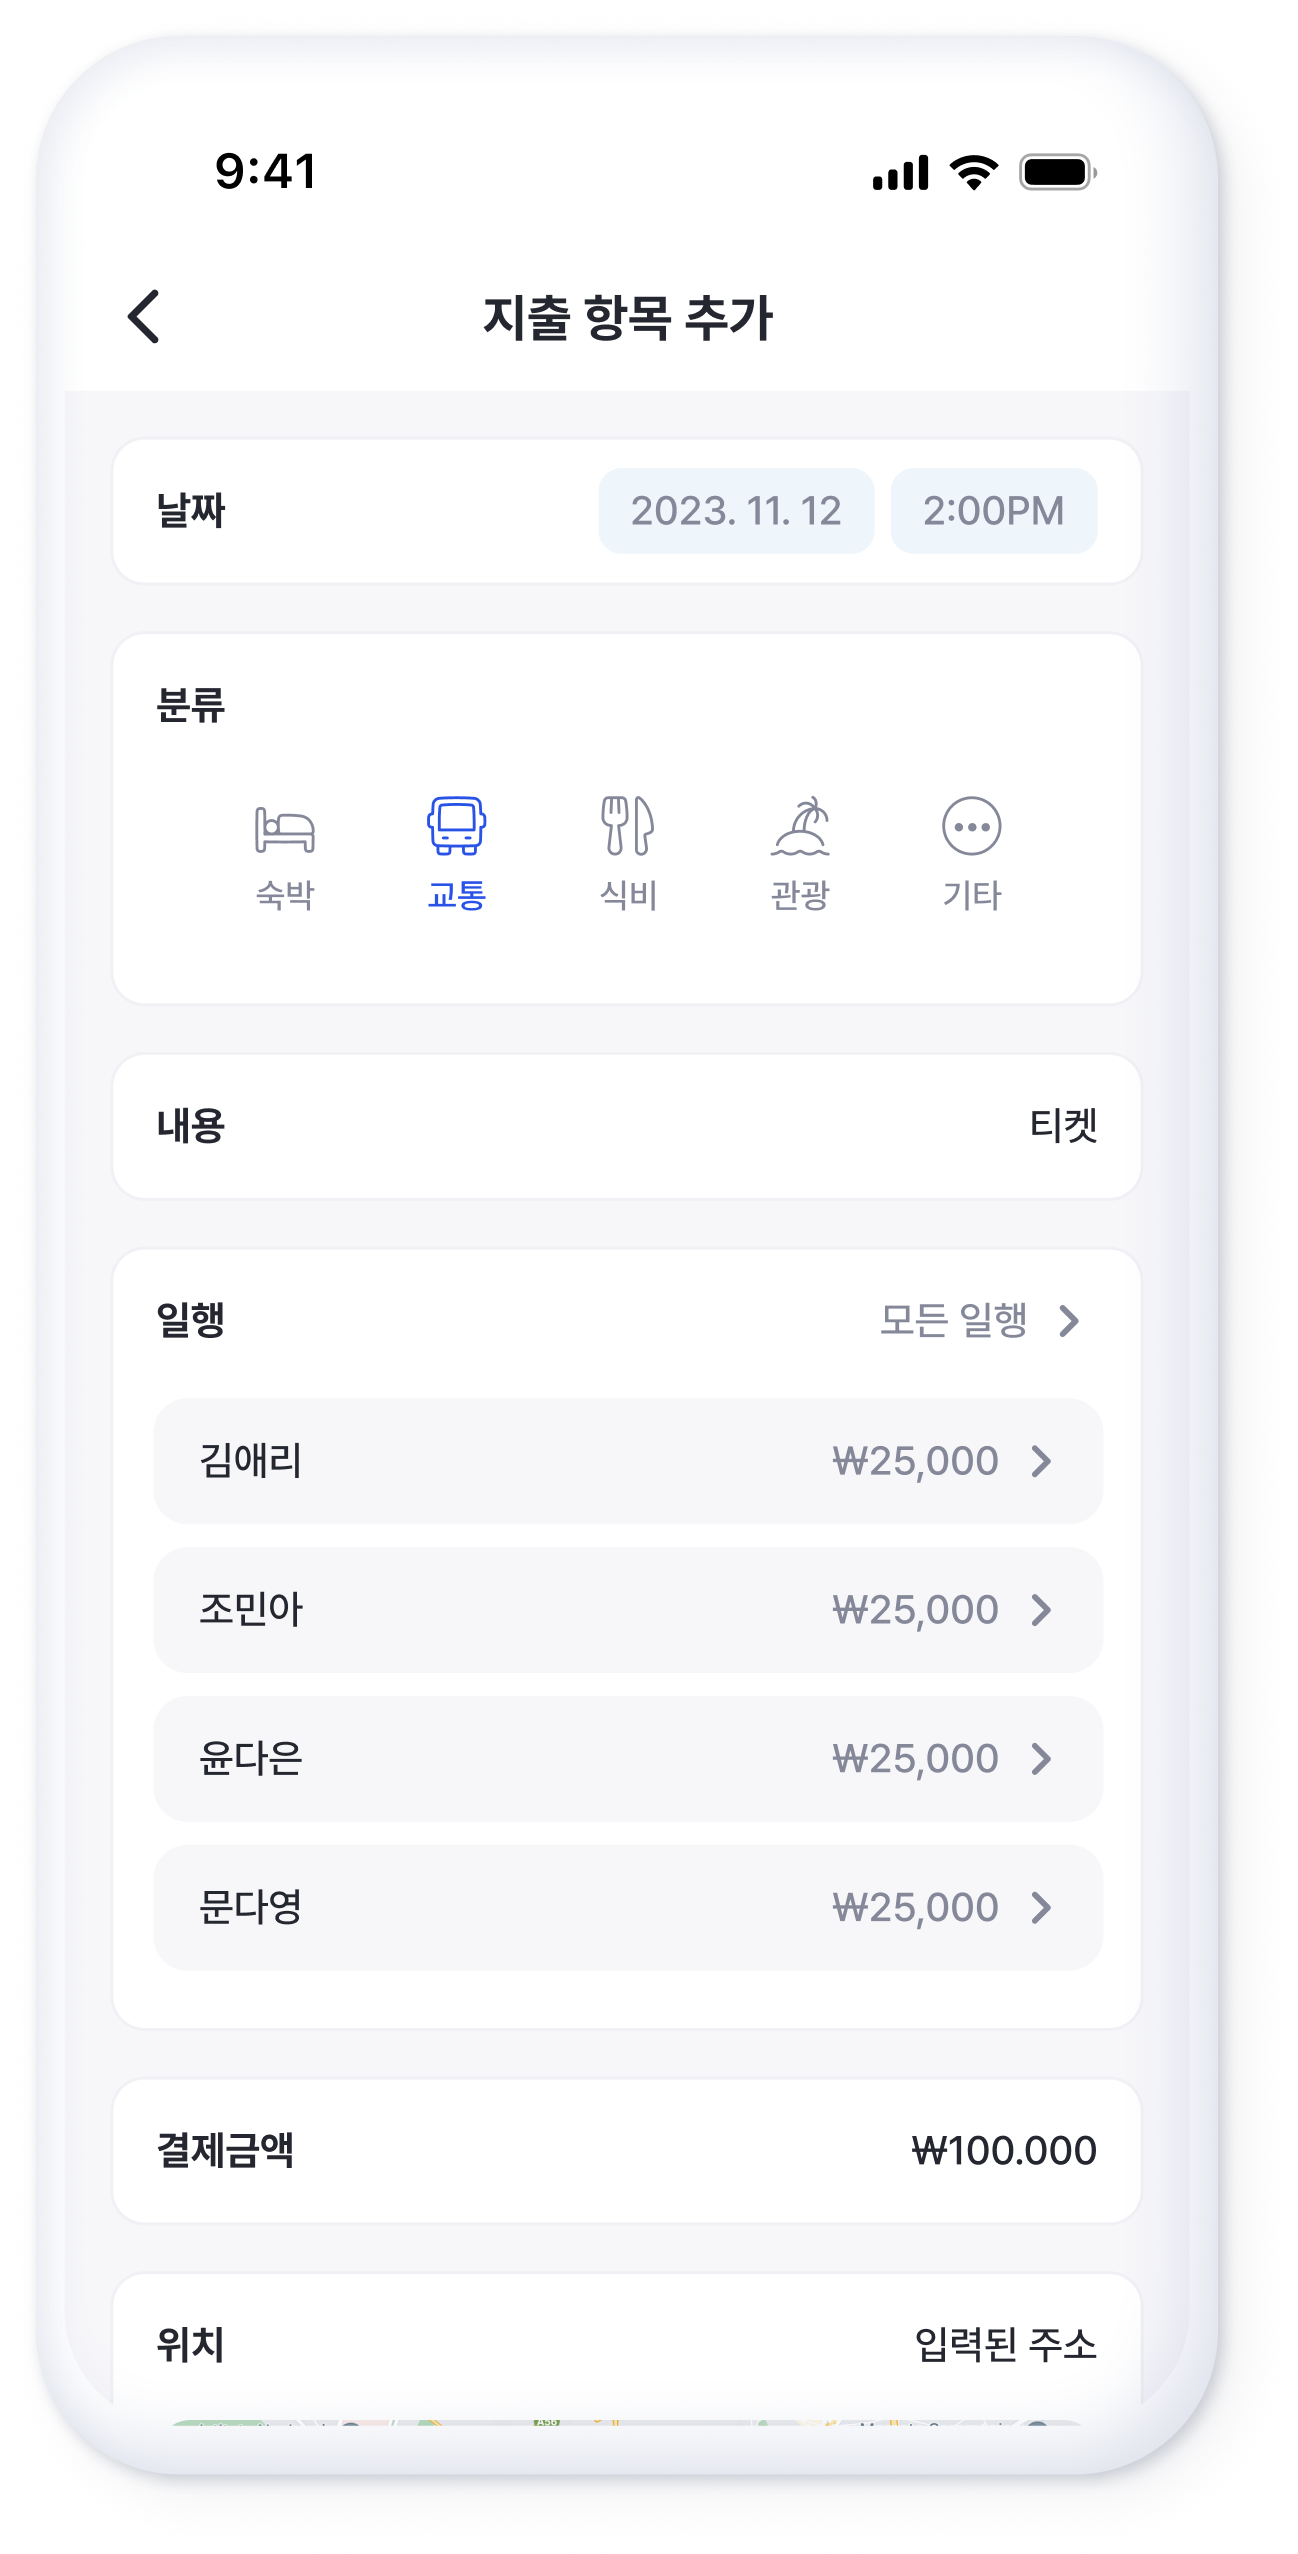 9:41
지출 항목 추가
날짜 2023. 11. 12 2:00PM
분류
숙박 교통 식비 관광 기타
내용 티켓
일행 모든 일행
김애리 ₩25,000
조민아 ₩25,000
윤다은 ₩25,000
문다영 ₩25,000
결제금액 ₩100.000
위치 입력된 주소
A56